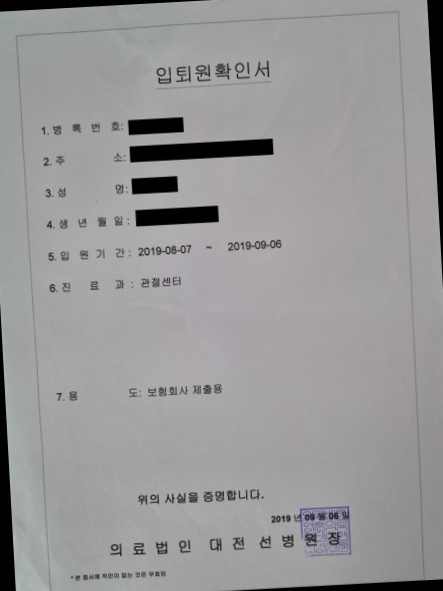 입퇴원확인서
1. 병 록 번 호:
2. 주 소:
3. 성 명:
4. 생 년 월 일 :
5. 입 원 기 간 : 2019-08-07 ~ 2019-09-06
6. 진 료 과 : 관절센터
7. 용 도: 보험회사 제출용
위의 사실을 증명합니다.
2019 년 09 월 06 일
의 료 법 인 대 전 선 병 원 장
* 본 증서에 직인이 없는 것은 무효임